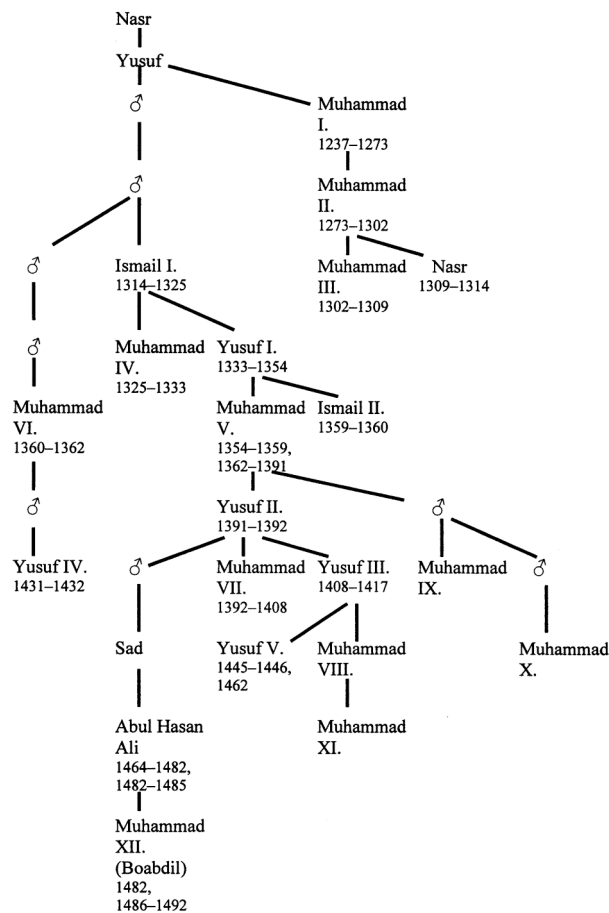 Nasr
Yusuf
♂
Muhammad
I.
1237–1273
♂
Muhammad
II.
1273–1302
♂
Ismail I.
1314–1325
Muhammad
III.
1302–1309
Nasr
1309–1314
♂
Muhammad
IV.
1325–1333
Yusuf I.
1333–1354
Muhammad
VI.
1360–1362
Muhammad
V.
1354–1359,
1362–1391
Ismail II.
1359–1360
♂
Yusuf II.
1391–1392
♂
Yusuf IV.
1431–1432
♂
Muhammad
VII.
1392–1408
Yusuf III.
1408–1417
Muhammad
IX.
♂
Sad
Yusuf V.
1445–1446,
1462
Muhammad
VIII.
Muhammad
X.
Abul Hasan
Ali
1464–1482,
1482–1485
Muhammad
XI.
Muhammad
XII.
(Boabdil)
1482,
1486–1492